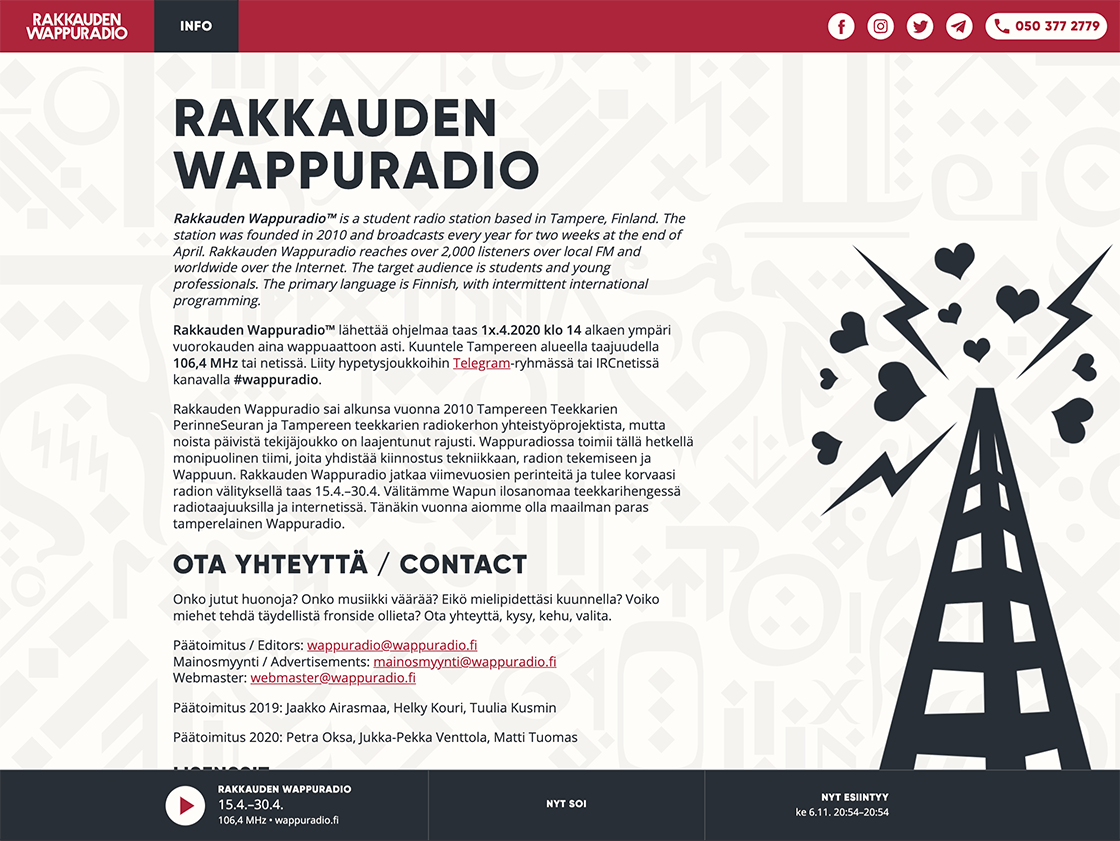 RAKKAUDEN
WAPPURADIO
INFO
050 377 2779
RAKKAUDEN
WAPPURADIO
Rakkauden Wappuradio™ is a student radio station based in Tampere, Finland. The
station was founded in 2010 and broadcasts every year for two weeks at the end of
April. Rakkauden Wappuradio reaches over 2,000 listeners over local FM and
worldwide over the Internet. The target audience is students and young
professionals. The primary language is Finnish, with intermittent international
programming.
Rakkauden Wappuradio™ lähettää ohjelmaa taas 1x.4.2020 klo 14 alkaen ympäri
vuorokauden aina wappuaattoon asti. Kuuntele Tampereen alueella taajuudella
106,4 MHz tai netissä. Liity hypetysjoukkoihin Telegram-ryhmässä tai IRCnetissä
kanavalla #wappuradio.
Rakkauden Wappuradio sai alkunsa vuonna 2010 Tampereen Teekkarien
PerinneSeuran ja Tampereen teekkarien radiokerhon yhteistyöprojektista, mutta
noista päivistä tekijäjoukko on laajentunut rajusti. Wappuradiossa toimii tällä hetkellä
monipuolinen tiimi, joita yhdistää kiinnostus tekniikkaan, radion tekemiseen ja
Wappuun. Rakkauden Wappuradio jatkaa viimevuosien perinteitä ja tulee korvaasi
radion välityksellä taas 15.4.–30.4. Välitämme Wapun ilosanomaa teekkarihengessä
radiotaajuuksilla ja internetissä. Tänäkin vuonna aiomme olla maailman paras
tamperelainen Wappuradio.
OTA YHTEYTTÄ / CONTACT
Onko jutut huonoja? Onko musiikki väärää? Eikö mielipidettäsi kuunnella? Voiko
miehet tehdä täydellistä fronside ollieta? Ota yhteyttä, kysy, kehu, valita.
Päätoimitus / Editors: wappuradio@wappuradio.fi
Mainosmyynti / Advertisements: mainosmyynti@wappuradio.fi
Webmaster: webmaster@wappuradio.fi
Päätoimitus 2019: Jaakko Airasmaa, Helky Kouri, Tuulia Kusmin
Päätoimitus 2020: Petra Oksa, Jukka-Pekka Venttola, Matti Tuomas
RAKKAUDEN WAPPURADIO
15.4.–30.4.
106,4 MHz • wappuradio.fi
NYT SOI
NYT ESIINTYY
ke 6.11. 20:54–20:54